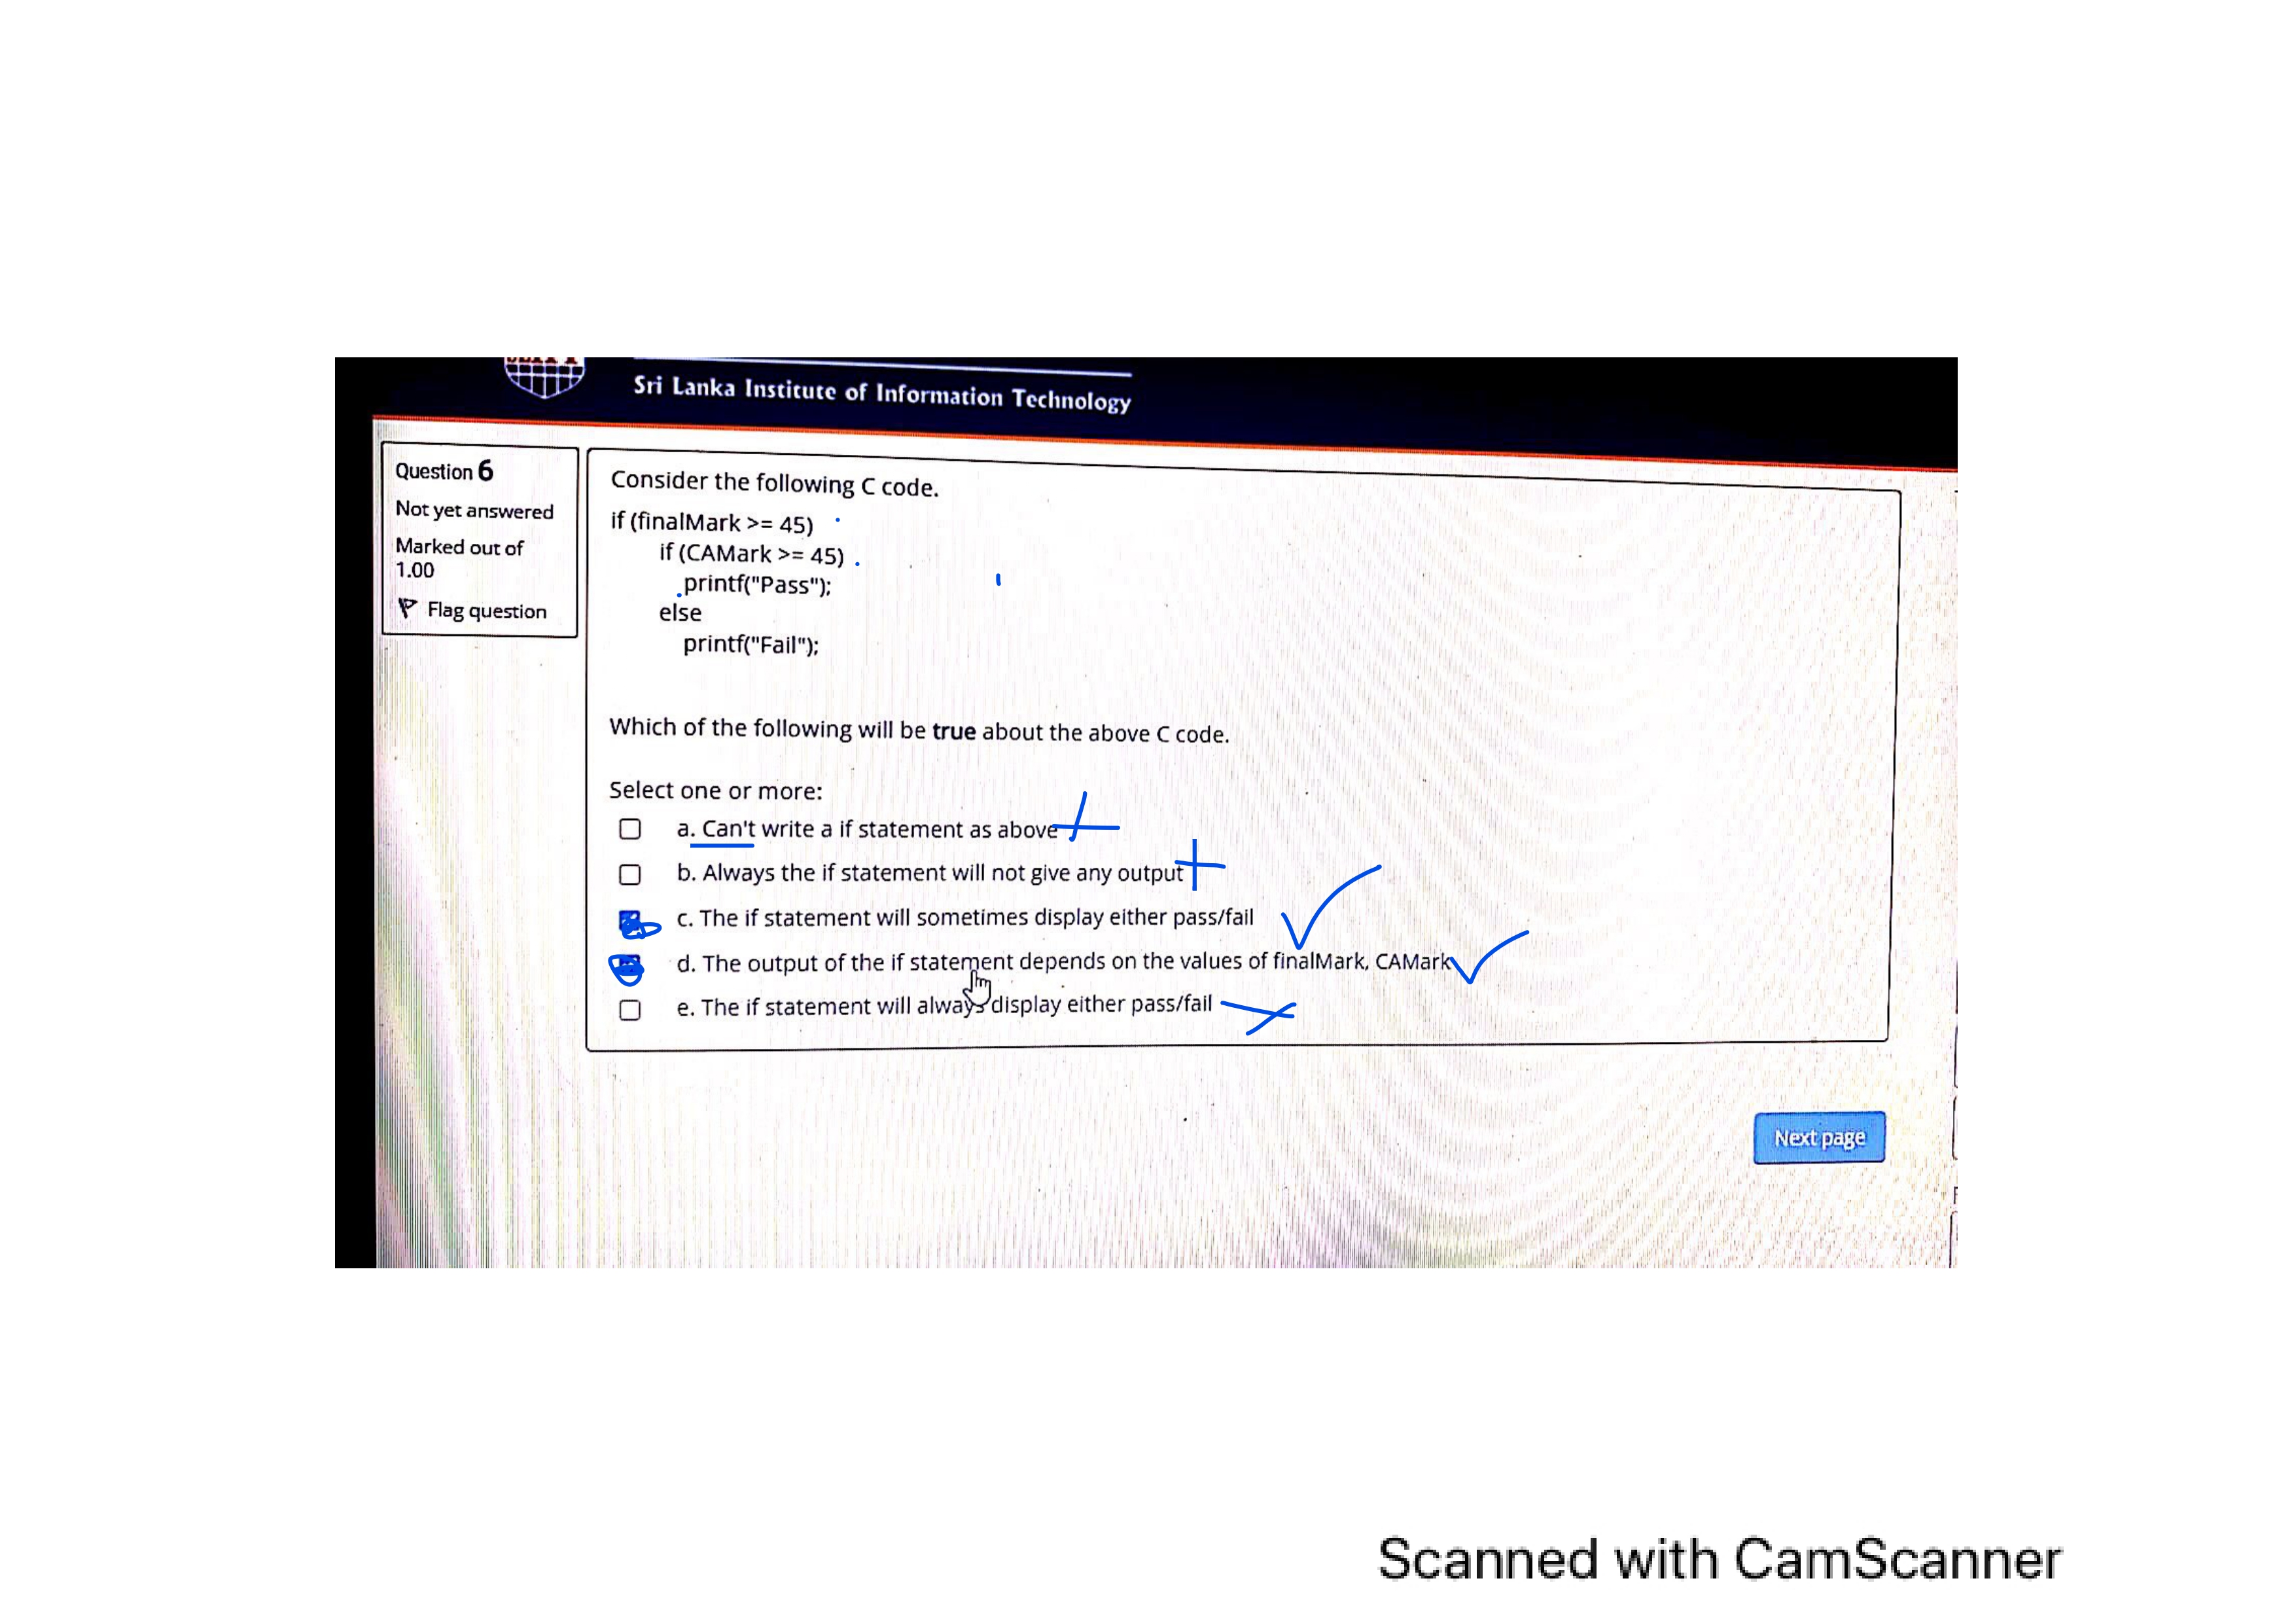 Sri Lanka Institute of Information Technology
Question 6
Not yet answered
Marked out of
1.00
Flag question
Consider the following C code.
if (finalMark >= 45)
if (CAMark >= 45)
printf("Pass");
else
printf("Fail");
Which of the following will be true about the above C code.
Select one or more:
a. Can't write a if statement as above
b. Always the if statement will not give any output
c. The if statement will sometimes display either pass/fail
d. The output of the if statement depends on the values of finalMark, CAMark
e. The if statement will always display either pass/fail
Next page
Scanned with CamScanner